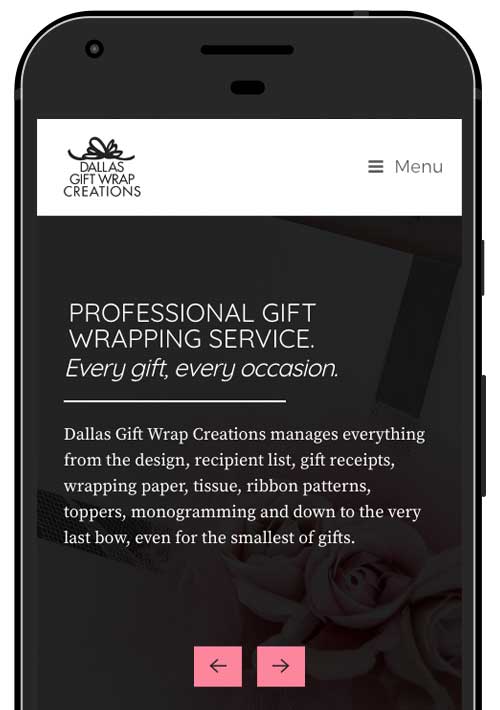 DALLAS
GIFT WRAP
CREATIONS
Menu
PROFESSIONAL GIFT
WRAPPING SERVICE.
Every gift, every occasion.
Dallas Gift Wrap Creations manages everything
from the design, recipient list, gift receipts,
wrapping paper, tissue, ribbon patterns,
toppers, monogramming and down to the very
last bow, even for the smallest of gifts.